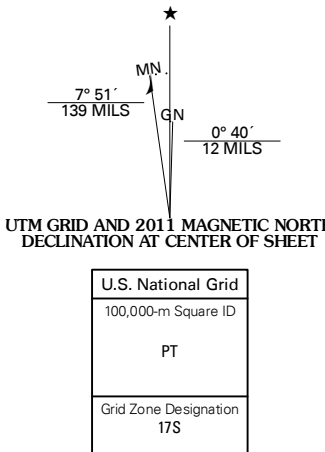 ★
MN.
7° 51´
139 MILS
GN
0° 40´
12 MILS
UTM GRID AND 2011 MAGNETIC NORTH
DECLINATION AT CENTER OF SHEET
U.S. National Grid
100,000-m Square ID
PT
Grid Zone Designation
17S